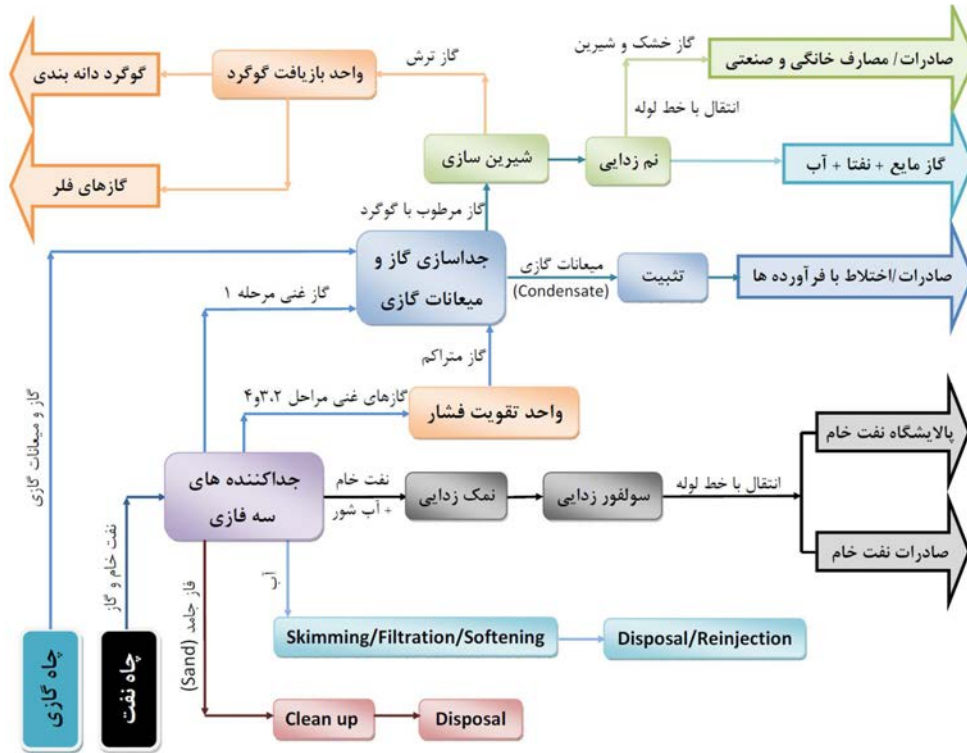 گوگرد دانه بندی
واحد بازیافت گوگرد
گاز ترش
گاز خشک و شیرین
صادرات/ مصارف خانگی و صنعتی
انتقال با خط لوله
گازهای فلر
شیرین سازی
نم زدایی
گاز مایع + نفتا + آب
گاز مرطوب با گوگرد
جداسازی گاز و
میعانات گازی
میعانات گازی
(Condensate)
تثبیت
صادرات/اختلاط با فرآورده ها
گاز غنی مرحله ۱
گاز متراکم
گازهای غنی مراحل ۳،۲و۴
واحد تقویت فشار
گاز و میعانات گازی
جداکننده های
سه فازی
نفت خام
+ آب شور
نمک زدایی
سولفور زدایی
انتقال با خط لوله
پالایشگاه نفت خام
صادرات نفت خام
نفت خام و گاز
فاز جامد (Sand)
آب
چاه گازی
چاه نفت
Skimming/Filtration/Softening
Disposal/Reinjection
Clean up
Disposal